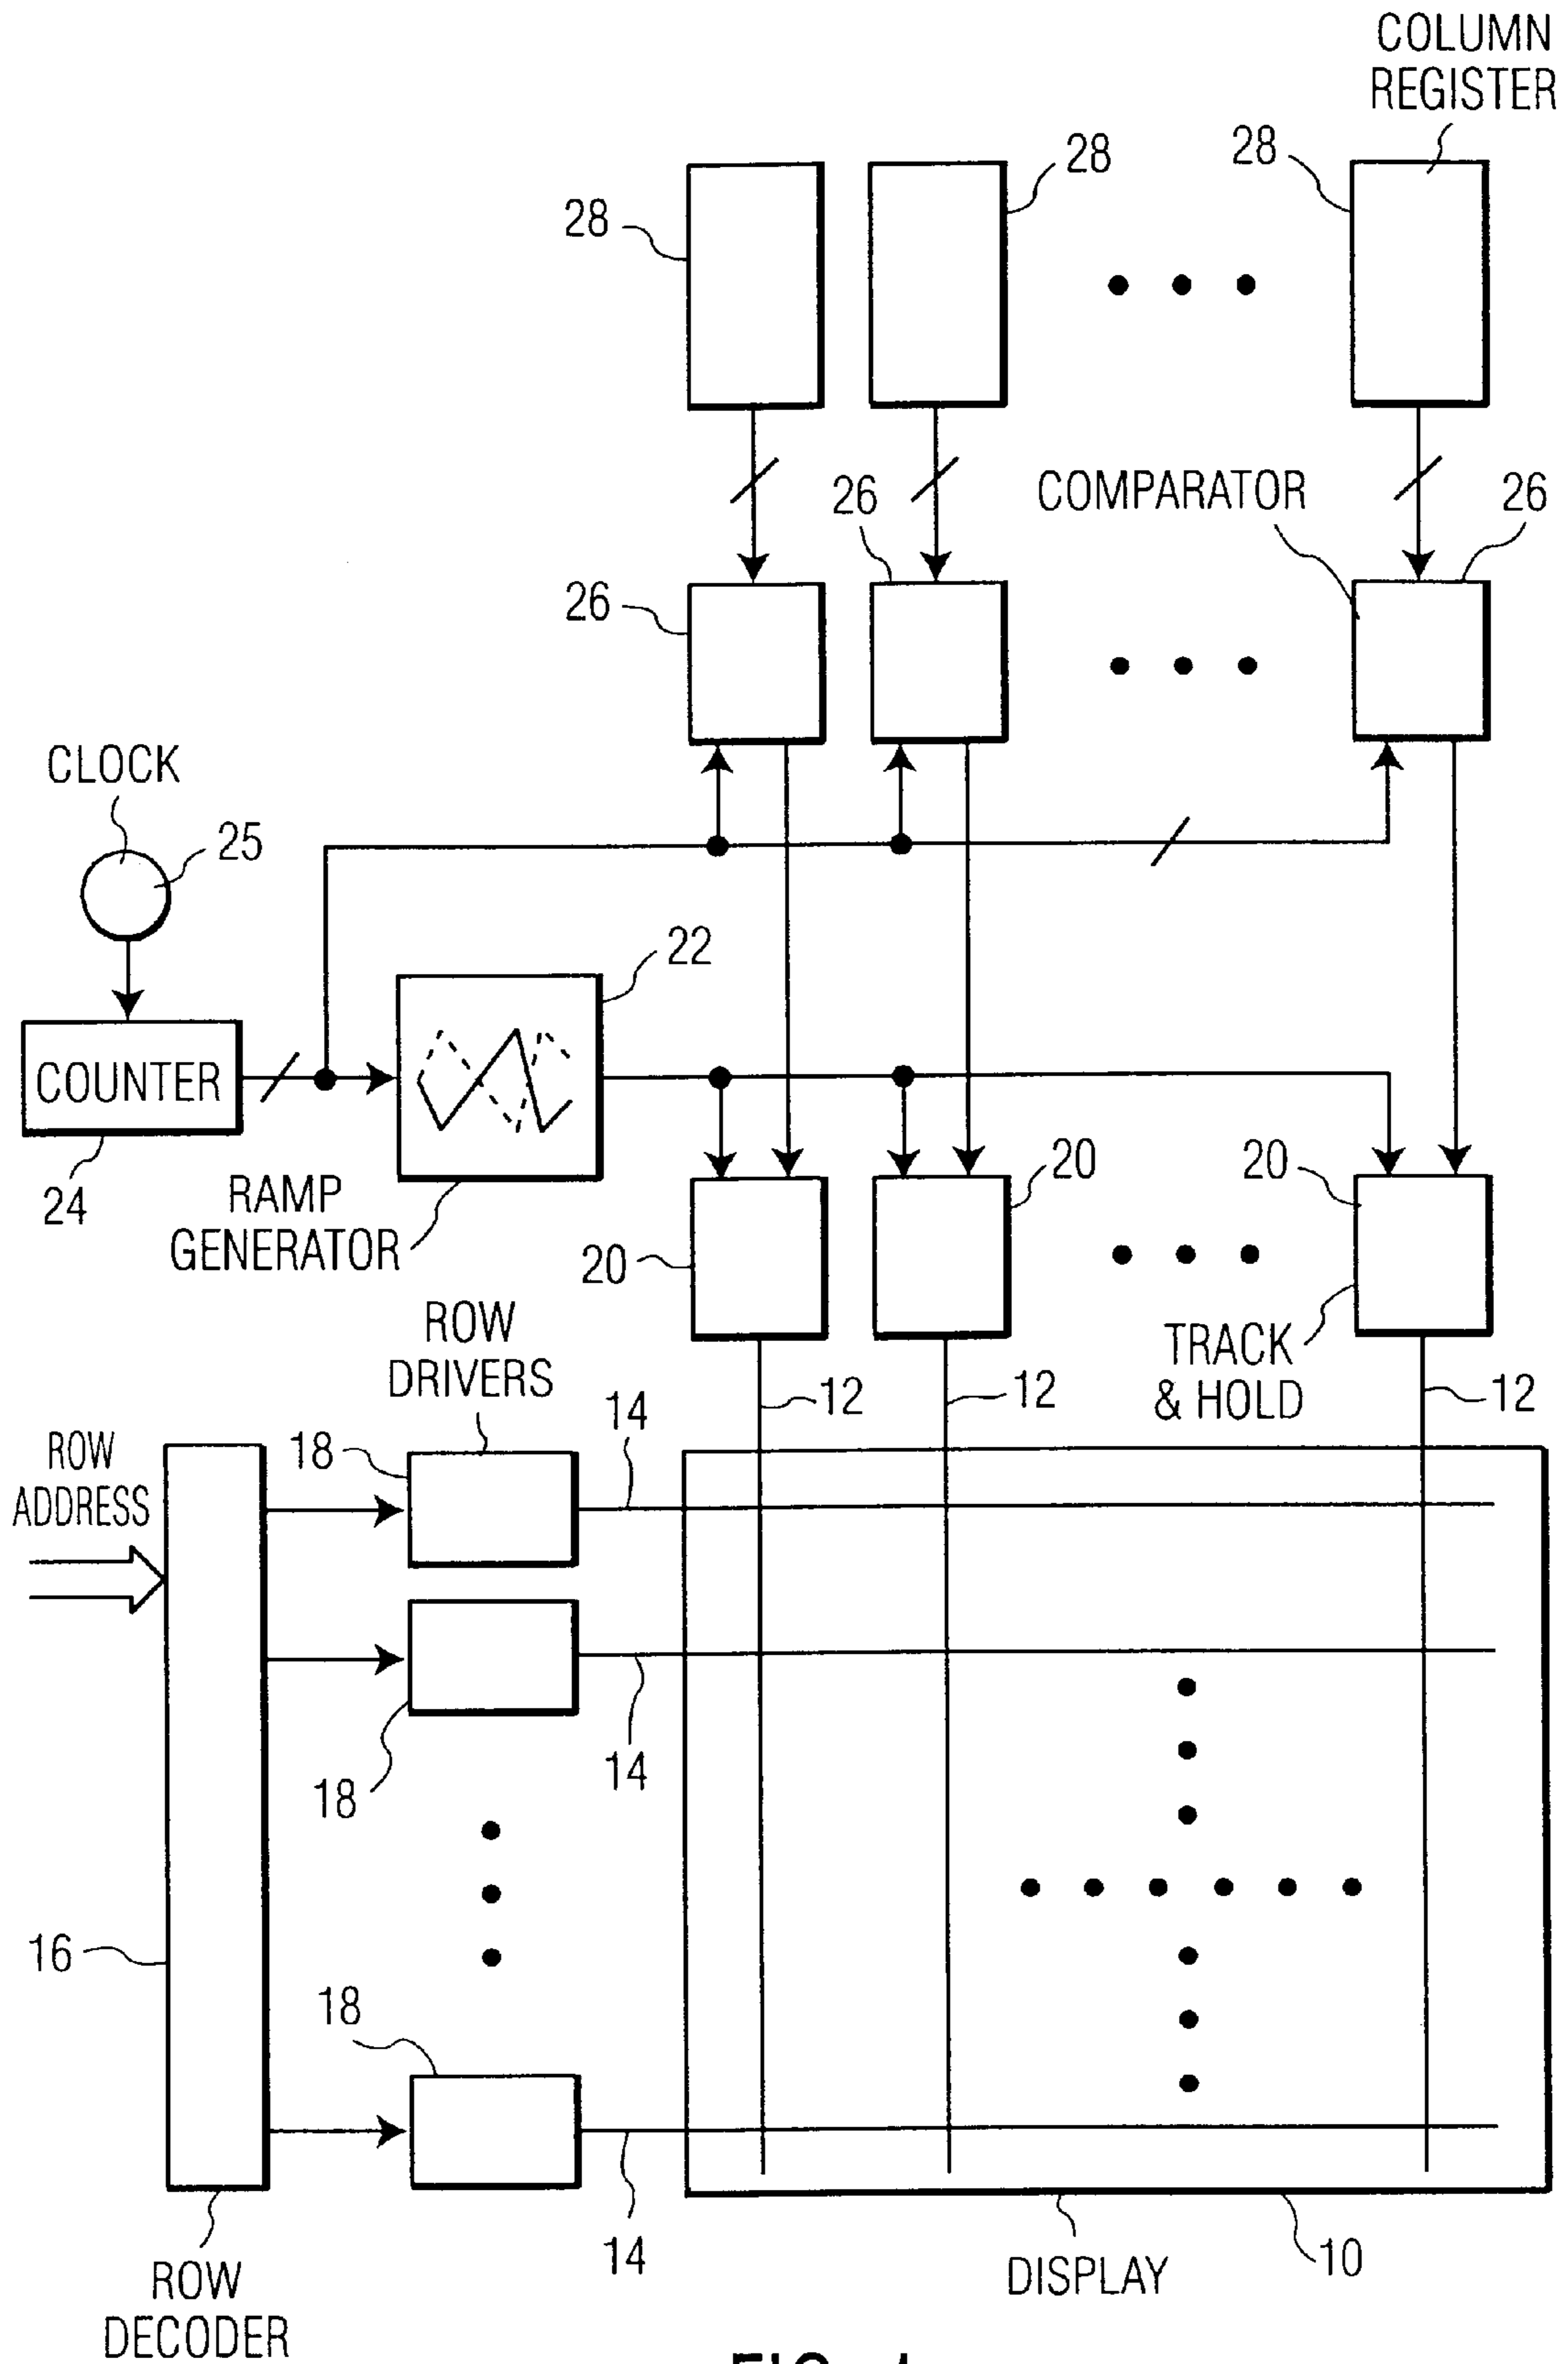 COLUMN
REGISTER
28
28
28
COMPARATOR
26
26
26
CLOCK
25
22
COUNTER
24
RAMP
GENERATOR
20
20
20
TRACK
& HOLD
ROW
DRIVERS
12
12
12
14
ROW
ADDRESS
18
18
14
16
18
14
ROW
DECODER
DISPLAY
10